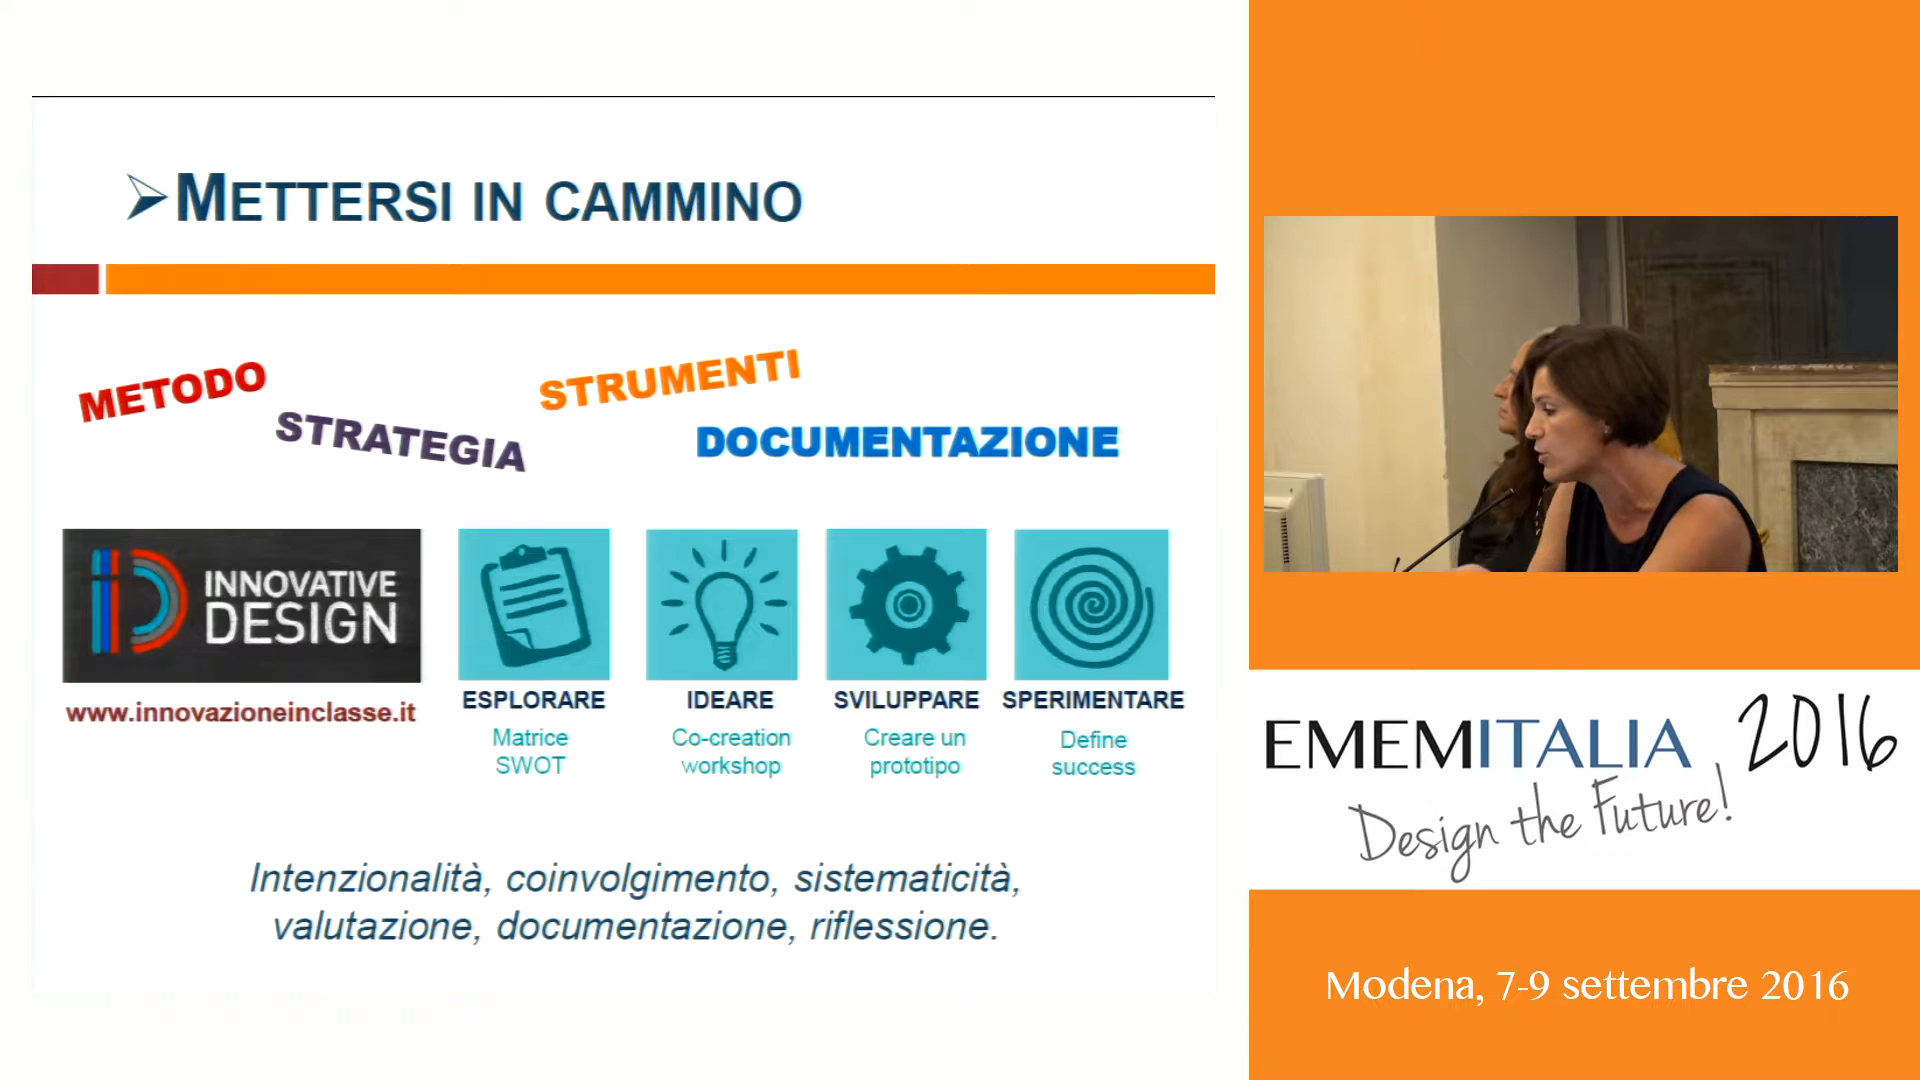 METTERSI IN CAMMINO
METODO
STRATEGIA
STRUMENTI
DOCUMENTAZIONE
INNOVATIVE
DESIGN
www.innovazioneinclasse.it
ESPLORARE
Matrice
SWOT
IDEARE
Co-creation
workshop
SVILUPPARE
Creare un
prototipo
SPERIMENTARE
Define
success
Intenzionalità, coinvolgimento, sistematicità,
valutazione, documentazione, riflessione.
EMEMITALIA 2016
Design the Future!
Modena, 7-9 settembre 2016